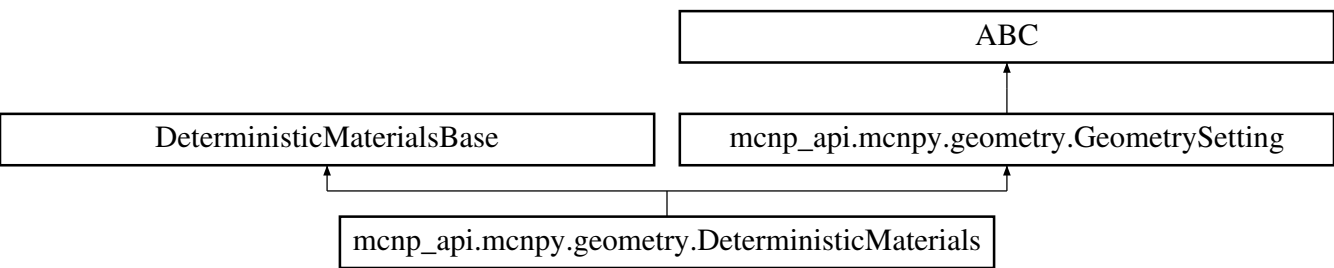 ABC
DeterministicMaterialsBase
mcnp_api.mcnpy.geometry.GeometrySetting
mcnp_api.mcnpy.geometry.DeterministicMaterials